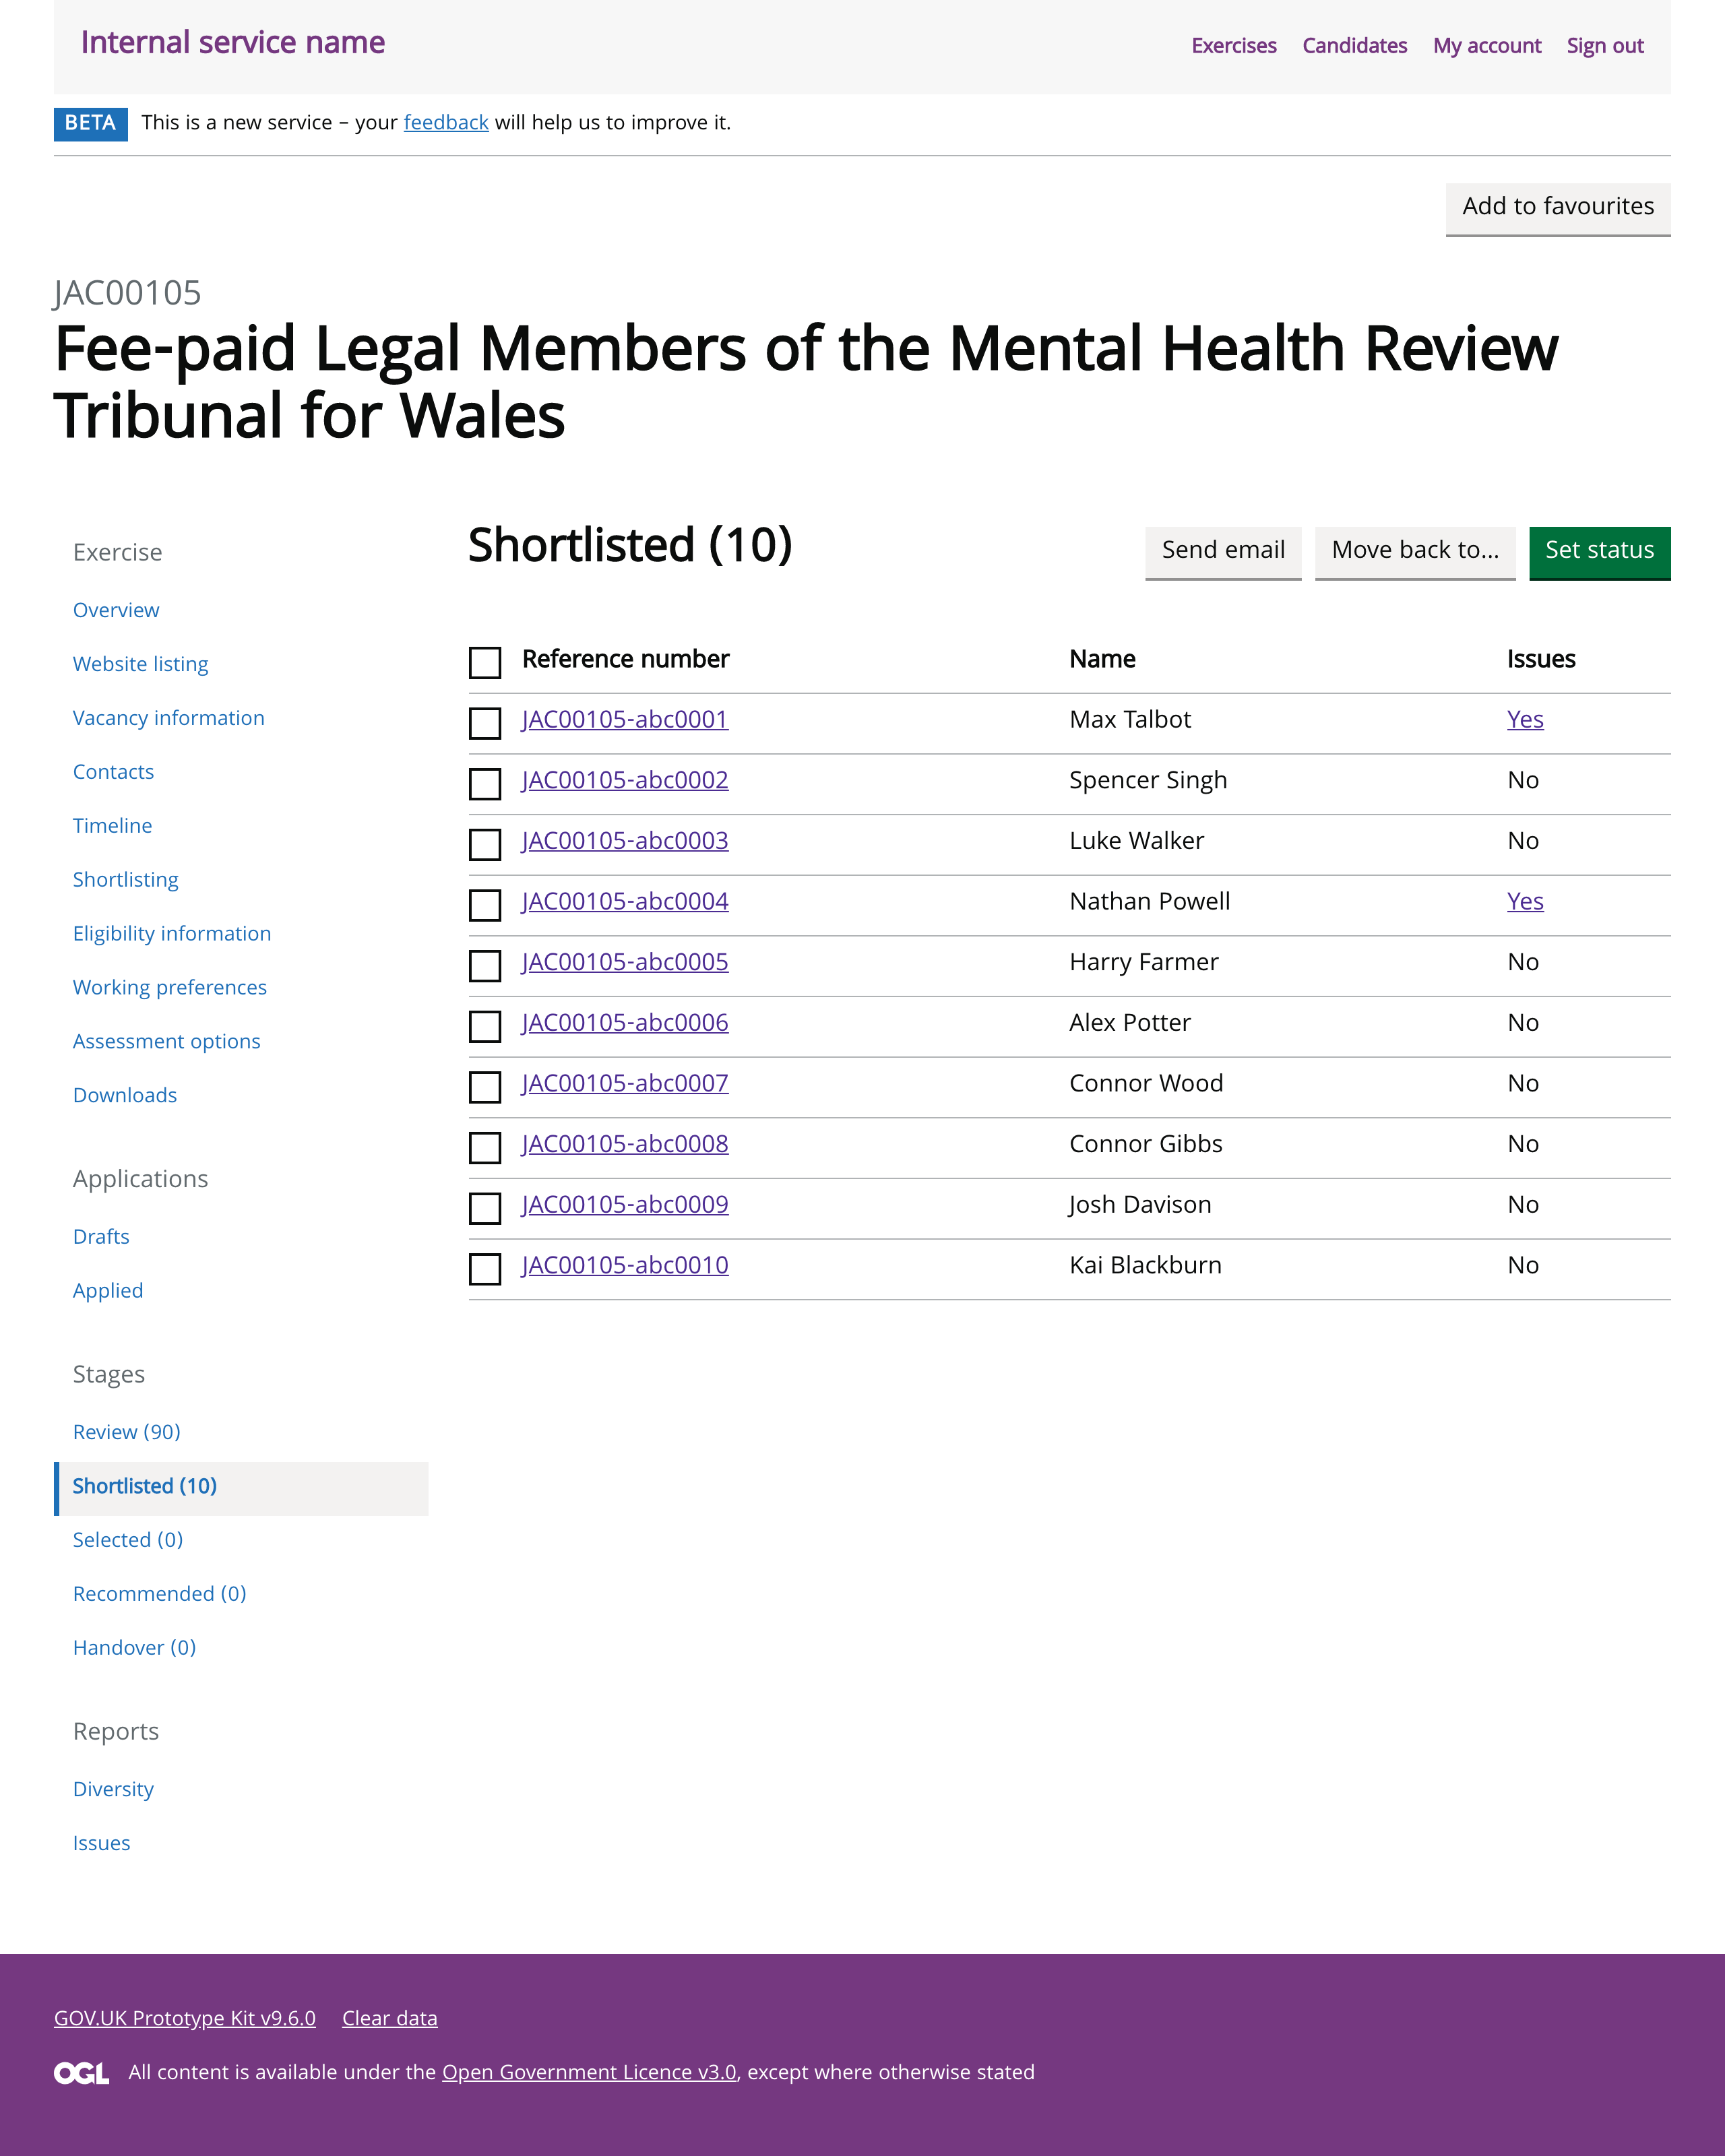 Internal service name
Exercises Candidates My account Sign out
BETA This is a new service – your feedback will help us to improve it.
Add to favourites
JAC00105
Fee-paid Legal Members of the Mental Health Review
Tribunal for Wales
Exercise
Overview
Website listing
Vacancy information
Contacts
Timeline
Shortlisting
Eligibility information
Working preferences
Assessment options
Downloads
Applications
Drafts
Applied
Stages
Review (90)
Shortlisted (10)
Selected (0)
Recommended (0)
Handover (0)
Reports
Diversity
Issues
Shortlisted (10)
Send email Move back to... Set status
Reference number Name Issues
JAC00105-abc0001 Max Talbot Yes
JAC00105-abc0002 Spencer Singh No
JAC00105-abc0003 Luke Walker No
JAC00105-abc0004 Nathan Powell Yes
JAC00105-abc0005 Harry Farmer No
JAC00105-abc0006 Alex Potter No
JAC00105-abc0007 Connor Wood No
JAC00105-abc0008 Connor Gibbs No
JAC00105-abc0009 Josh Davison No
JAC00105-abc0010 Kai Blackburn No
GOV.UK Prototype Kit v9.6.0 Clear data
OGL All content is available under the Open Government Licence v3.0, except where otherwise stated